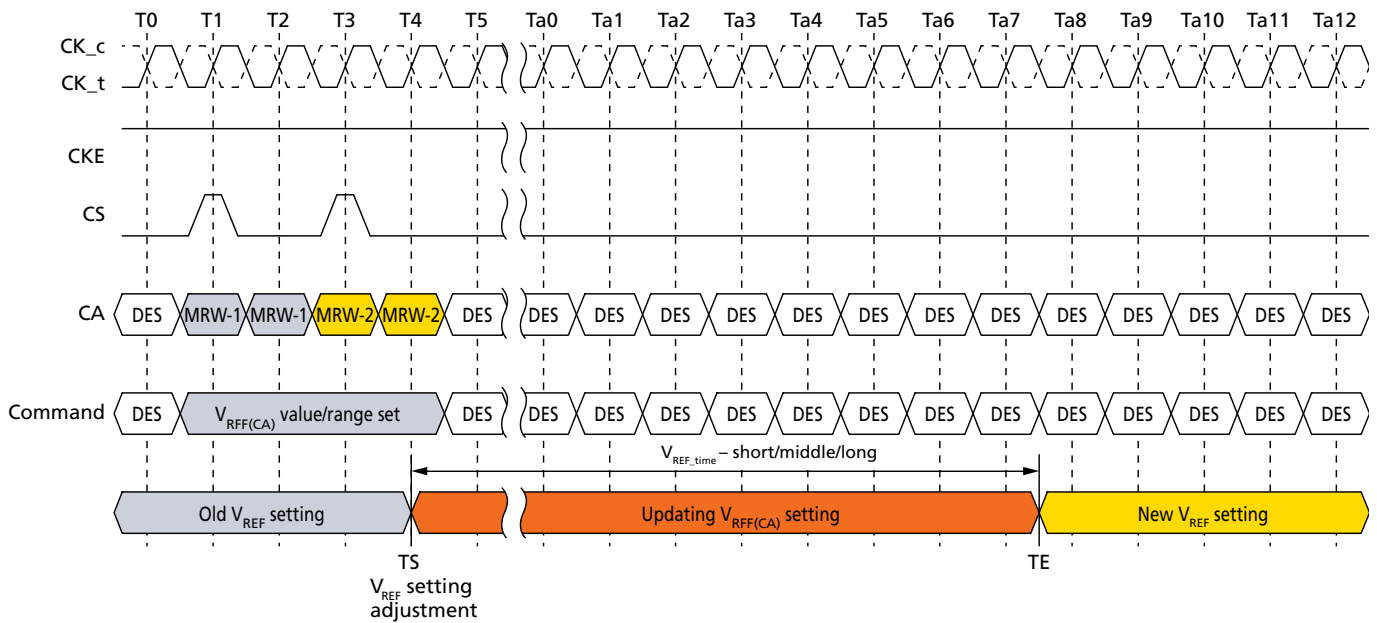 T0 T1 T2 T3 T4 T5 Ta0 Ta1 Ta2 Ta3 Ta4 Ta5 Ta6 Ta7 Ta8 Ta9 Ta10 Ta11 Ta12
CK_c
CK_t
CKE
CS
CA DES MRW-1 MRW-1 MRW-2 MRW-2 DES DES DES DES DES DES DES DES DES DES DES DES DES DES
Command DES VRFF(CA) value/range set DES DES DES DES DES DES DES DES DES DES DES DES DES DES
VREF_time – short/middle/long
Old VREF setting Updating VRFF(CA) setting New VREF setting
TS TE
VREF setting
adjustment